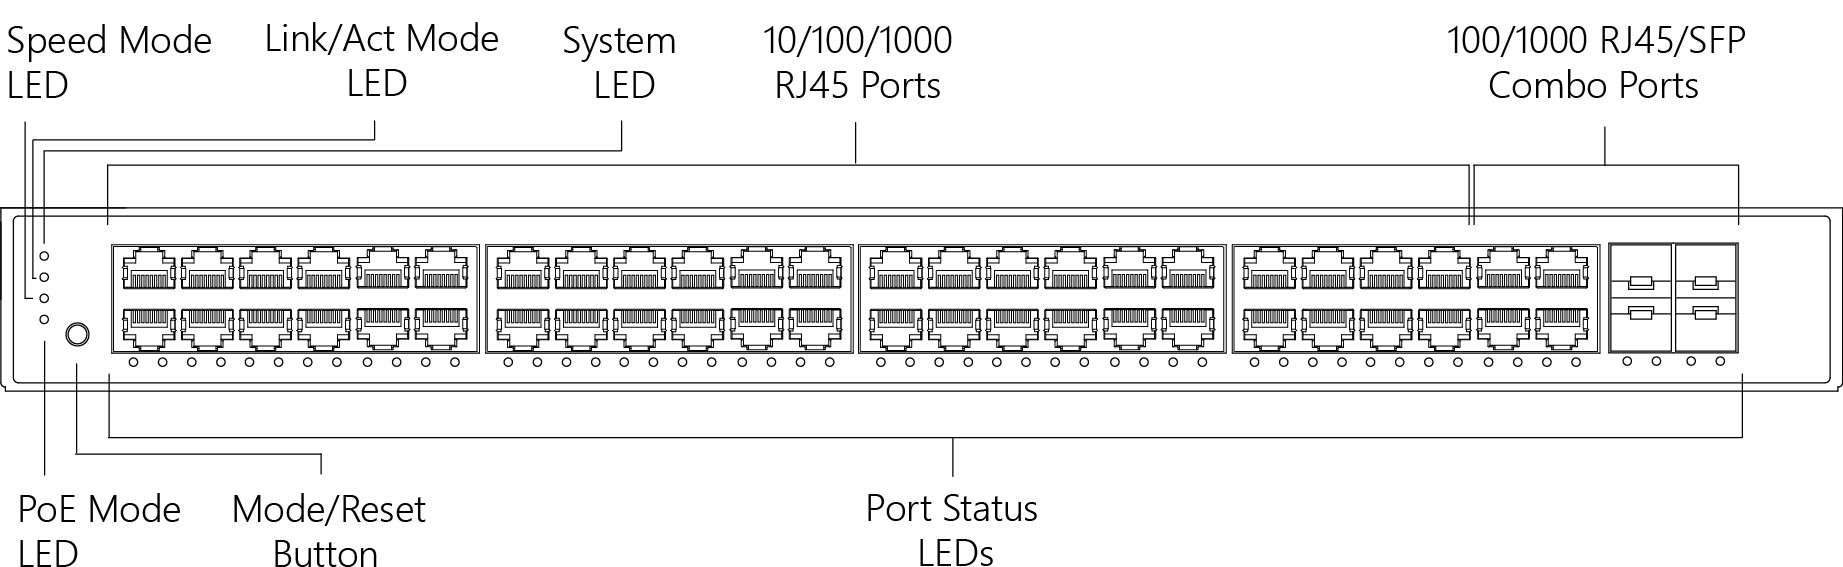 Speed Mode
LED
Link/Act Mode
LED
System
LED
10/100/1000
RJ45 Ports
100/1000 RJ45/SFP
Combo Ports
PoE Mode
LED
Mode/Reset
Button
Port Status
LEDs